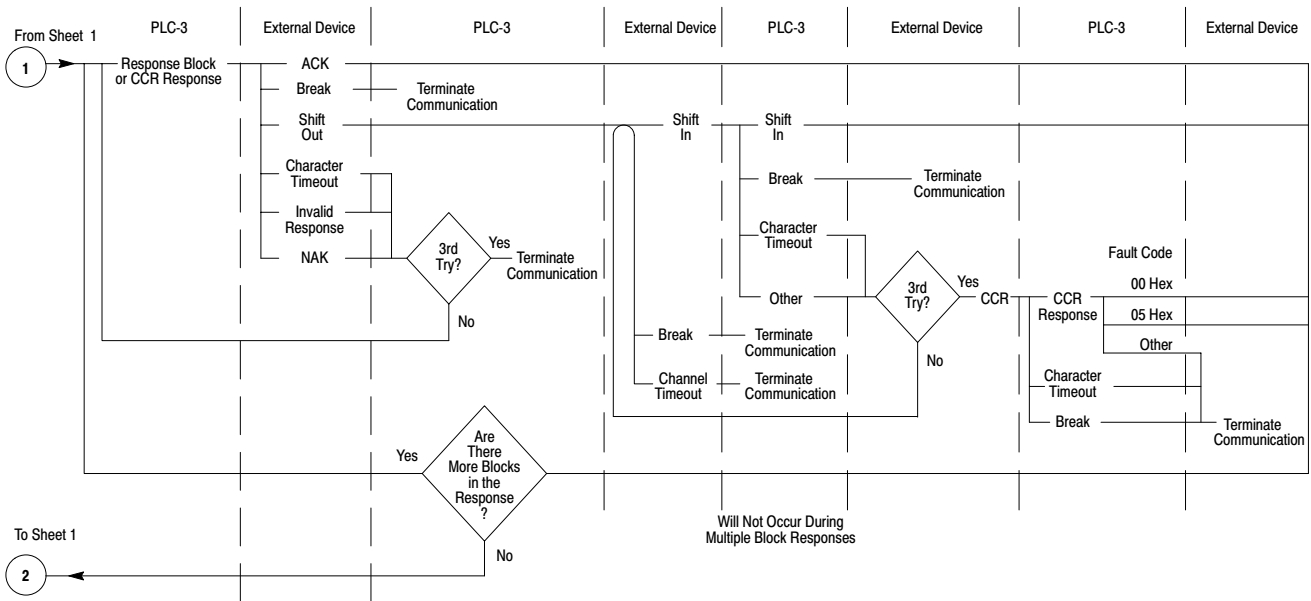 PLC-3
External Device
PLC-3
External Device
PLC-3
External Device
PLC-3
External Device
From Sheet 1
1
Response Block
or CCR Response
ACK
Break
Terminate
Communication
Shift
Out
Character
Timeout
Invalid
Response
NAK
3rd
Try?
Yes
Terminate
Communication
No
Shift
In
Shift
In
Break
Terminate
Communication
Character
Timeout
Other
3rd
Try?
Yes
CCR
No
Break
Terminate
Communication
Channel
Timeout
Terminate
Communication
CCR
Response
Fault Code
00 Hex
05 Hex
Other
Character
Timeout
Break
Terminate
Communication
Yes
Are
There
More Blocks
in the
Response
?
No
Will Not Occur During
Multiple Block Responses
To Sheet 1
2